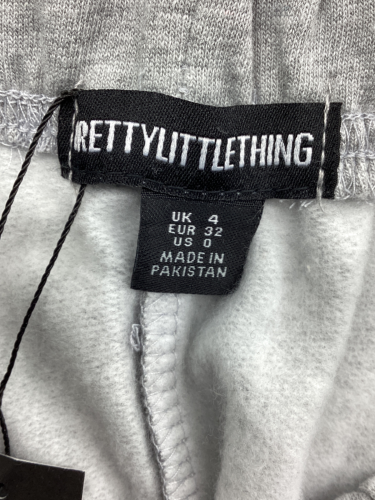 RETTYLITTLETHING
UK 4
EUR 32
US 0
MADE IN
PAKISTAN